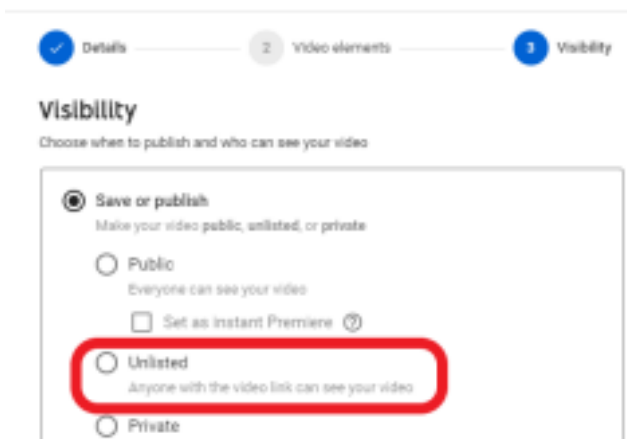 Details 2 Video elements 3 Visibility
Visibility
Choose when to publish and who can see your video
Save or publish
Make your video public, unlisted, or private
Public
Everyone can see your video
Set as instant Premiere ?
Unlisted
Anyone with the video link can see your video
Private